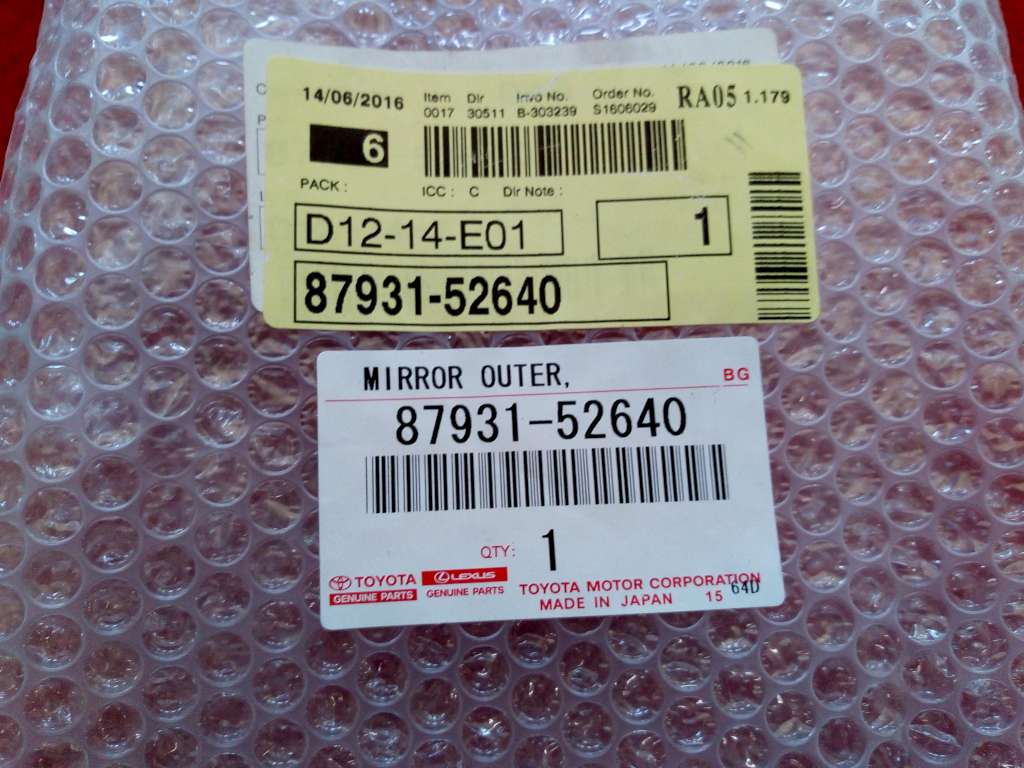 14/06/2016 Item Dlr Invo No. Order No. RA05 1.179
0017 30511 B-303239 S1606029
6
PACK : ICC : C Dlr Note :
D12-14-E01 1
87931-52640
MIRROR OUTER, BG
87931-52640
QTY: 1
TOYOTA LEXUS TOYOTA MOTOR CORPORATION
GENUINE PARTS GENUINE PARTS MADE IN JAPAN 15 64D